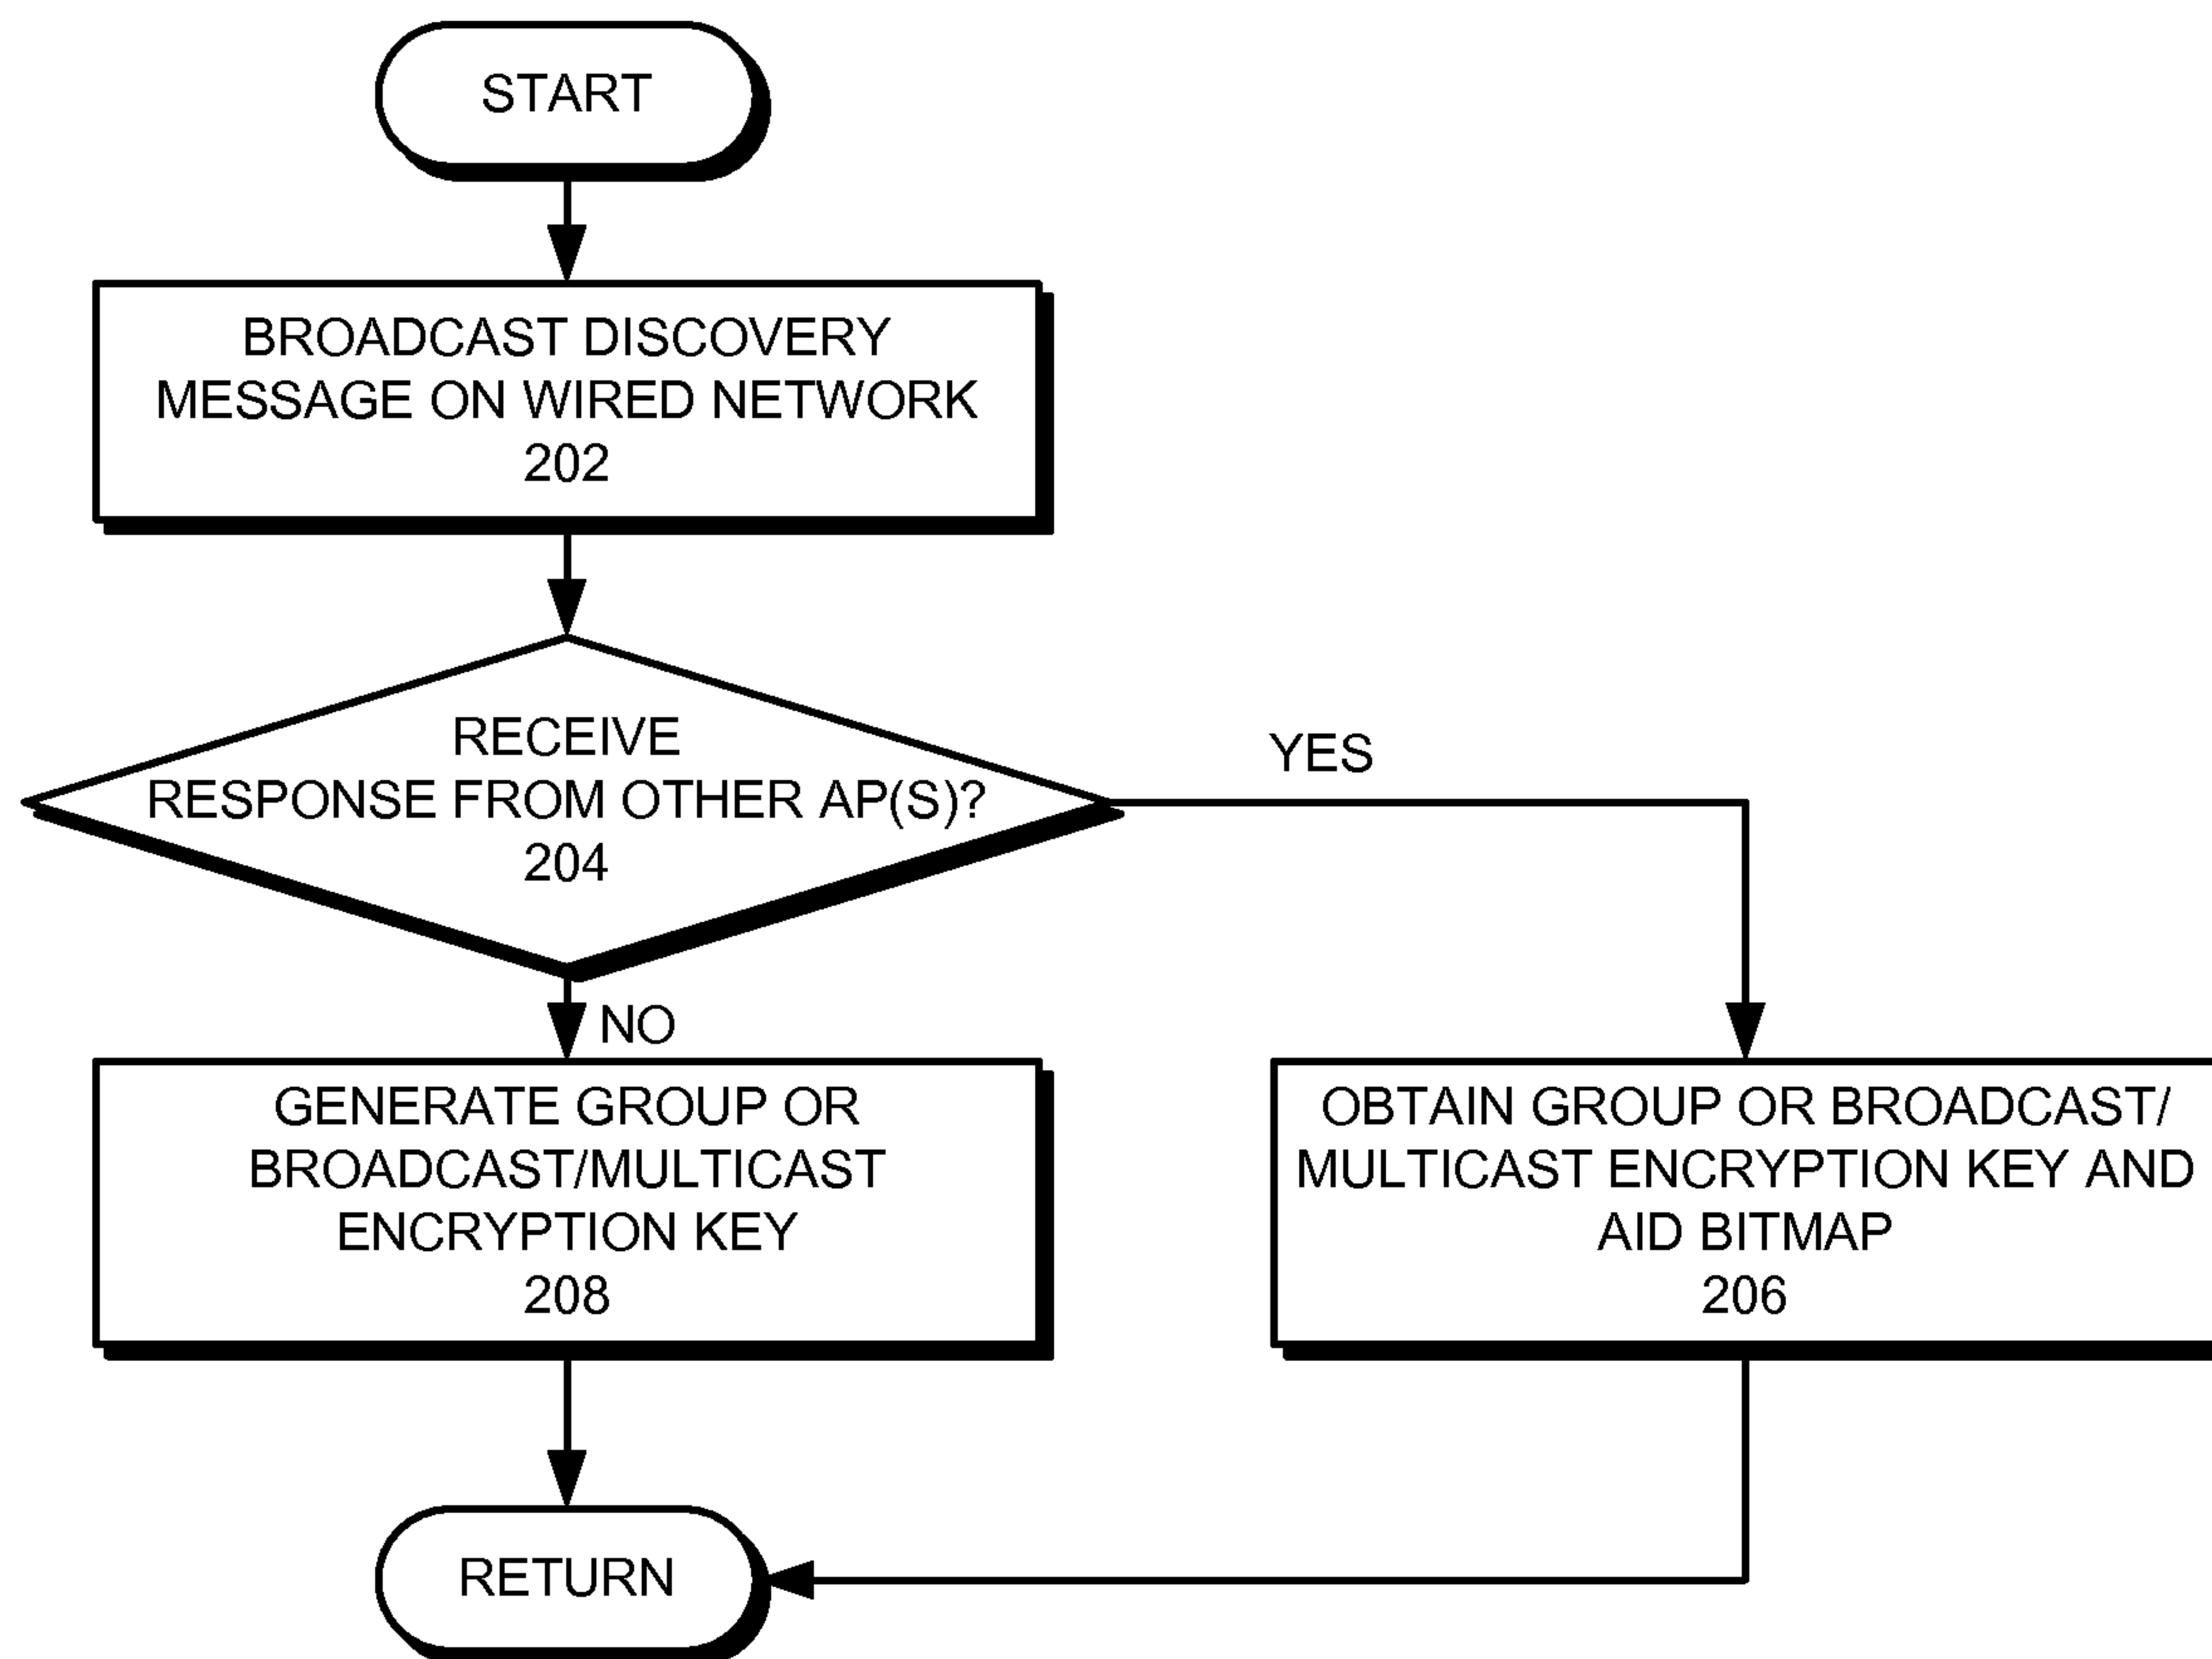 START
BROADCAST DISCOVERY
MESSAGE ON WIRED NETWORK
202
RECEIVE
RESPONSE FROM OTHER AP(S)?
204
YES
NO
GENERATE GROUP OR
BROADCAST/MULTICAST
ENCRYPTION KEY
208
OBTAIN GROUP OR BROADCAST/
MULTICAST ENCRYPTION KEY AND
AID BITMAP
206
RETURN